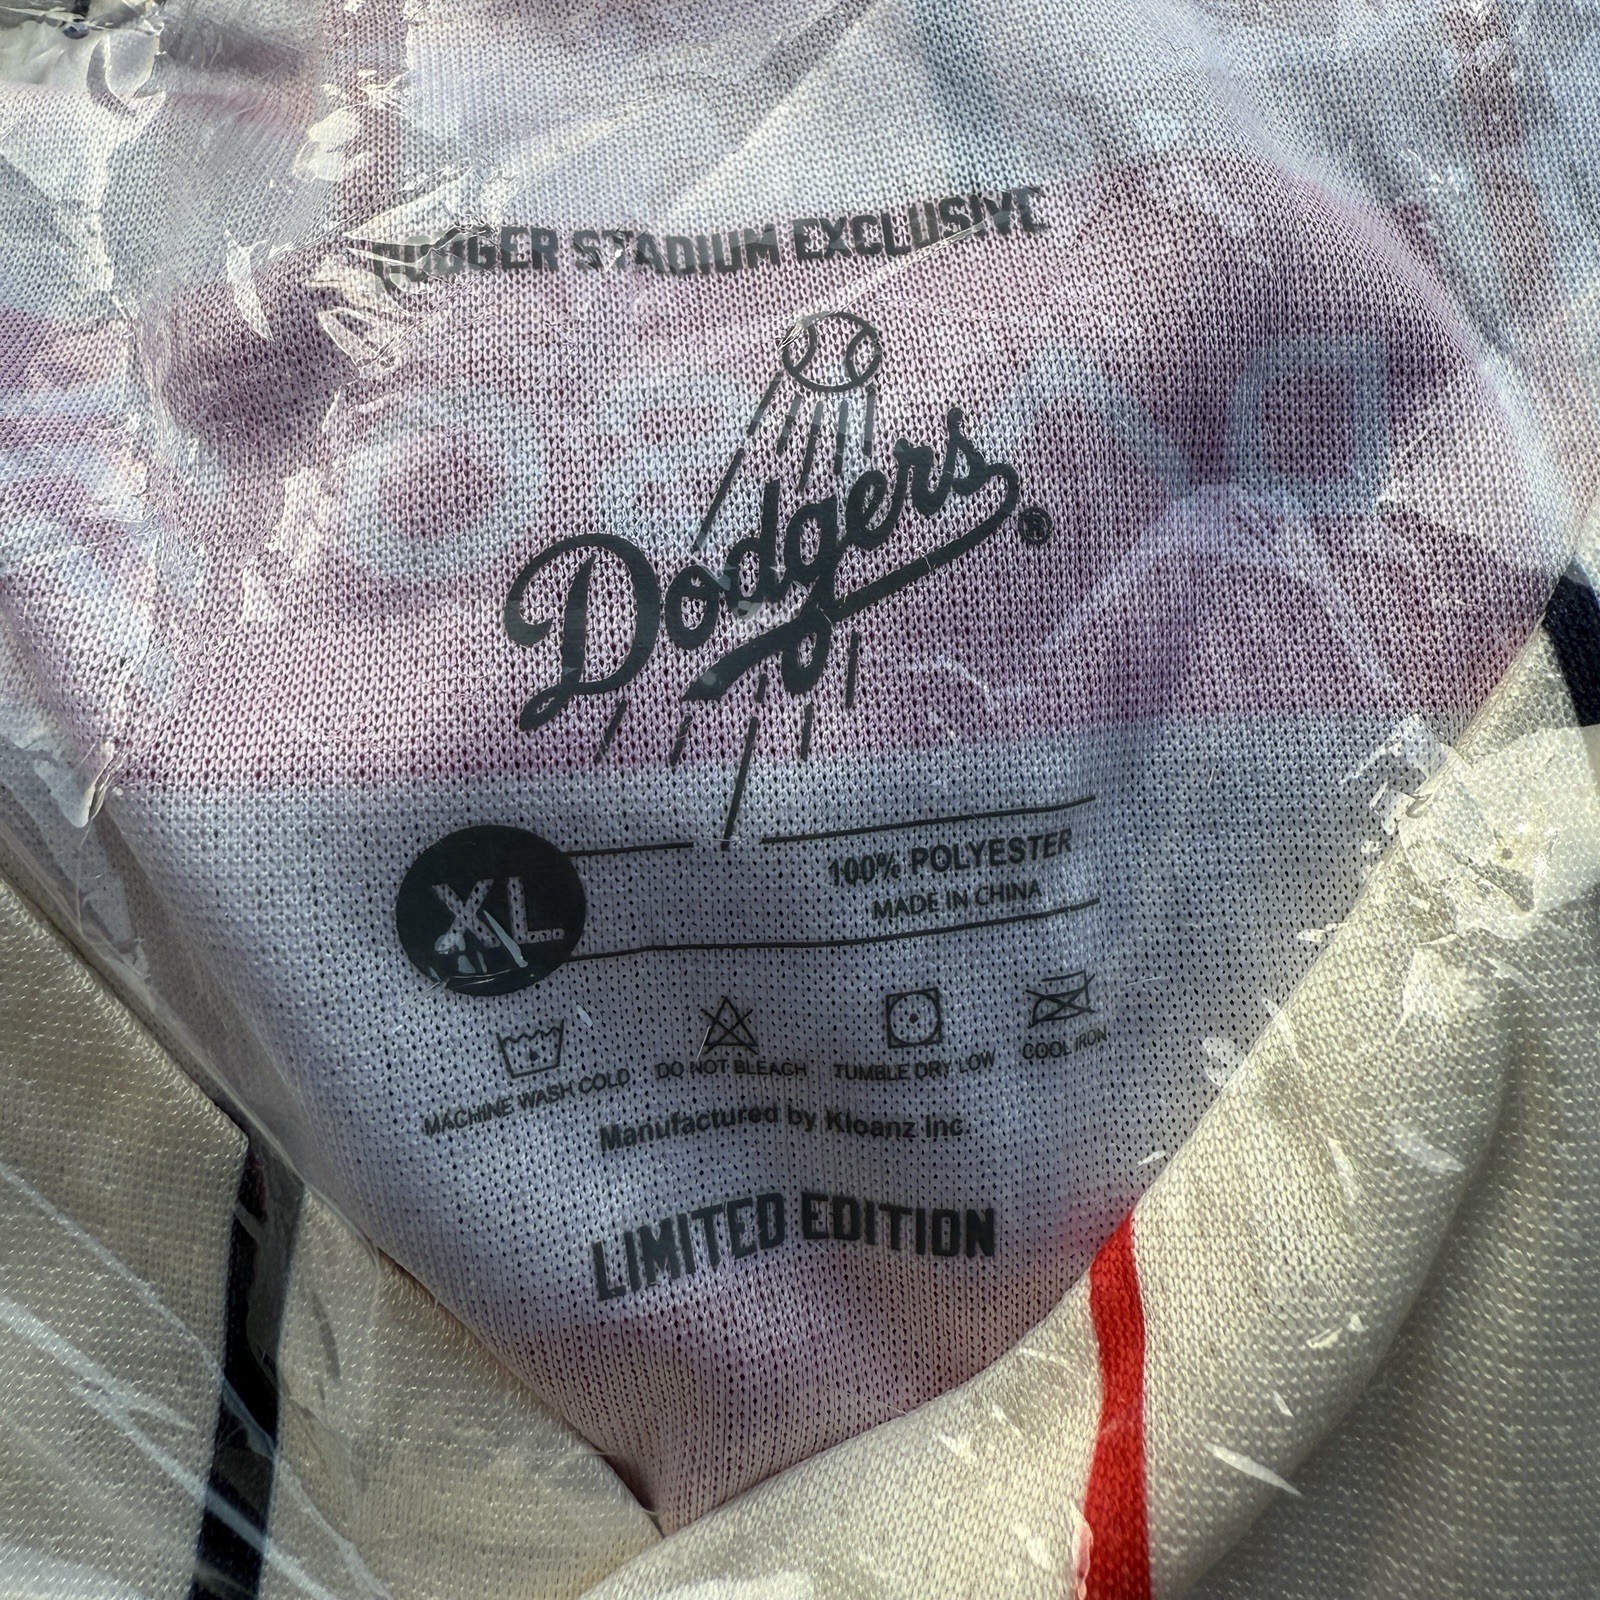 DODGER STADIUM EXCLUSIVE
Dodgers®
XL
100% POLYESTER
MADE IN CHINA
MACHINE WASH COLD DO NOT BLEACH TUMBLE DRY LOW COOL IRON
Manufactured by Kloanz Inc.
LIMITED EDITION